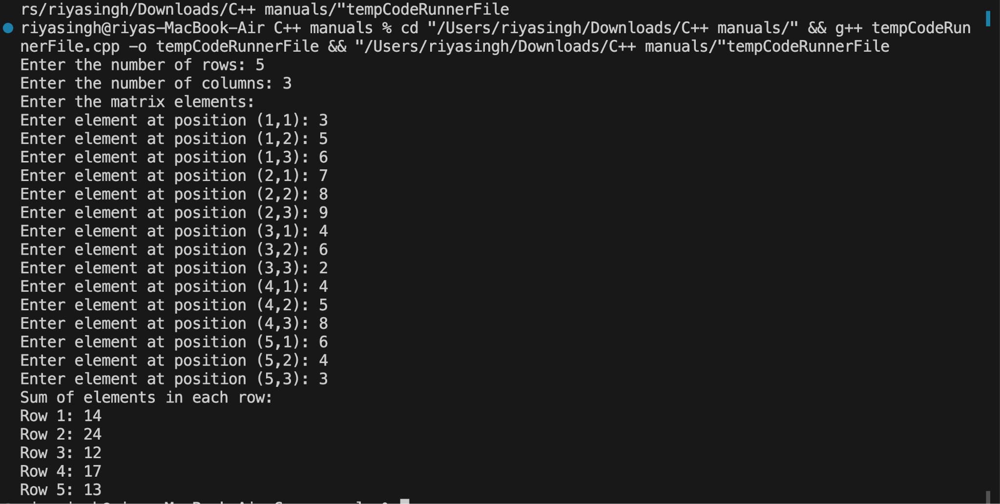 rs/riyasingh/Downloads/C++ manuals/"tempCodeRunnerFile
riyasingh@riyas-MacBook-Air C++ manuals % cd "/Users/riyasingh/Downloads/C++ manuals/" && g++ tempCodeRun
nerFile.cpp -o tempCodeRunnerFile && "/Users/riyasingh/Downloads/C++ manuals/"tempCodeRunnerFile
Enter the number of rows: 5
Enter the number of columns: 3
Enter the matrix elements:
Enter element at position (1,1): 3
Enter element at position (1,2): 5
Enter element at position (1,3): 6
Enter element at position (2,1): 7
Enter element at position (2,2): 8
Enter element at position (2,3): 9
Enter element at position (3,1): 4
Enter element at position (3,2): 6
Enter element at position (3,3): 2
Enter element at position (4,1): 4
Enter element at position (4,2): 5
Enter element at position (4,3): 8
Enter element at position (5,1): 6
Enter element at position (5,2): 4
Enter element at position (5,3): 3
Sum of elements in each row:
Row 1: 14
Row 2: 24
Row 3: 12
Row 4: 17
Row 5: 13